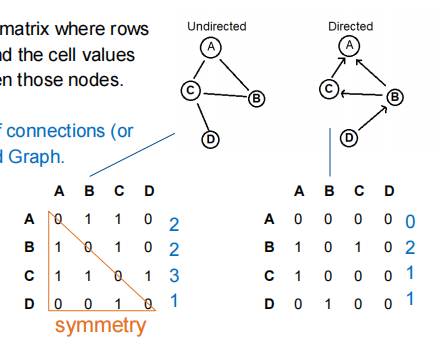 matrix where rows
nd the cell values
en those nodes.
f connections (or
d Graph.
Undirected
A
C
B
D
Directed
A
C
B
D
A B C D
A 0 1 1 0 2
B 1 0 1 0 2
C 1 1 0 1 3
D 0 0 1 0 1
symmetry
A B C D
A 0 0 0 0 0
B 1 0 1 0 2
C 1 0 0 0 1
D 0 1 0 0 1